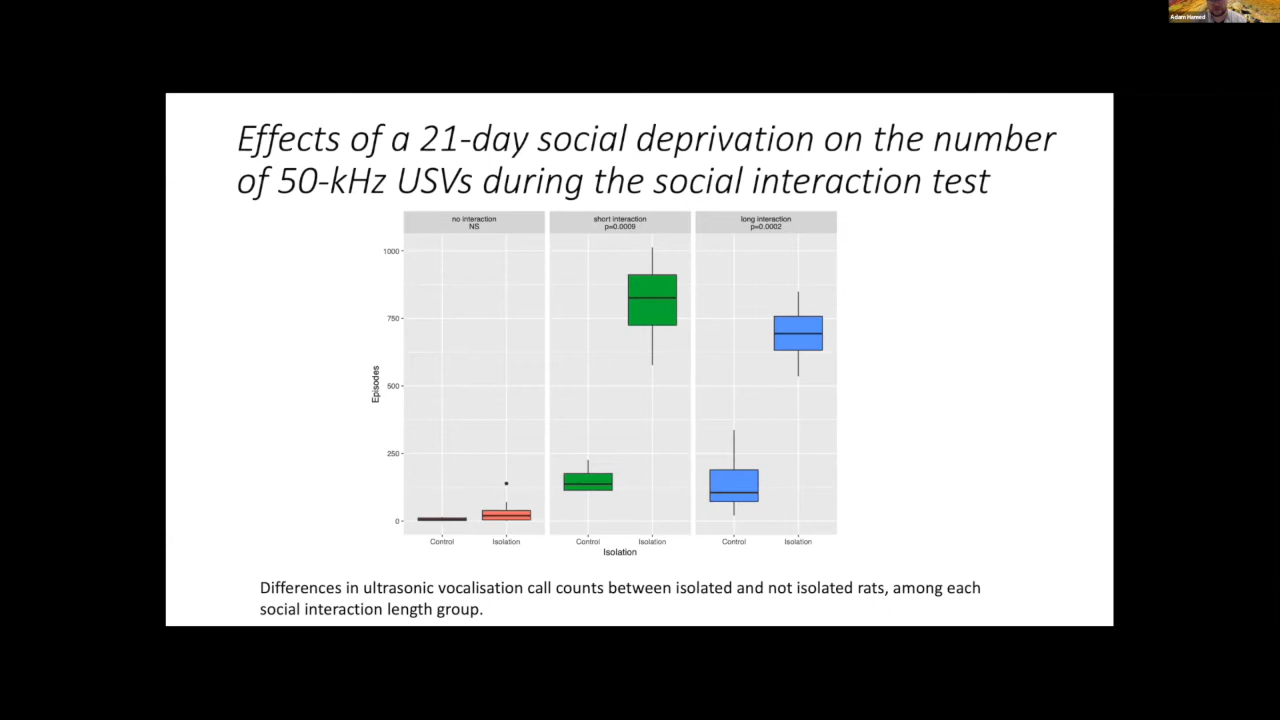 Adam Hamed
Effects of a 21-day social deprivation on the number
of 50-kHz USVs during the social interaction test
no interaction
NS
short interaction
p=0.0009
long interaction
p=0.0002
1000
750
500
250
0
Episodes
Control
Isolation
Control
Isolation
Control
Isolation
Isolation
Differences in ultrasonic vocalisation call counts between isolated and not isolated rats, among each
social interaction length group.